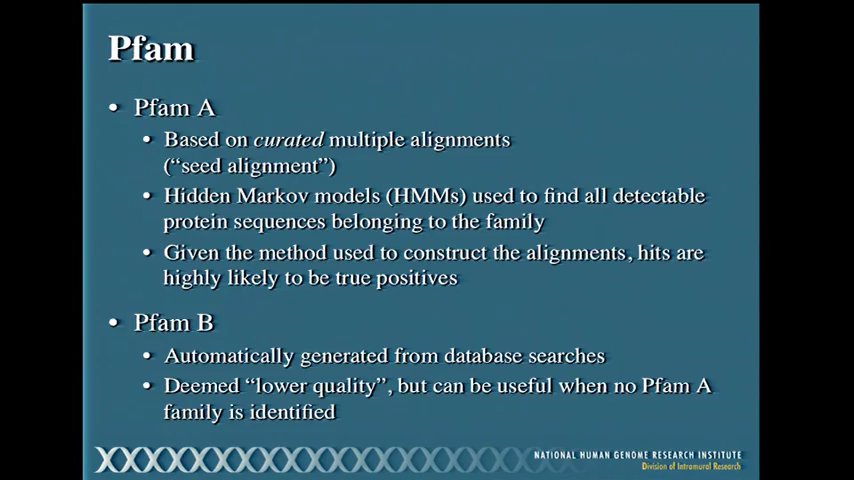 Pfam
• Pfam A
• Based on curated multiple alignments
(“seed alignment”)
• Hidden Markov models (HMMs) used to find all detectable
protein sequences belonging to the family
• Given the method used to construct the alignments, hits are
highly likely to be true positives
• Pfam B
• Automatically generated from database searches
• Deemed “lower quality”, but can be useful when no Pfam A
family is identified
NATIONAL HUMAN GENOME RESEARCH INSTITUTE
Division of Intramural Research